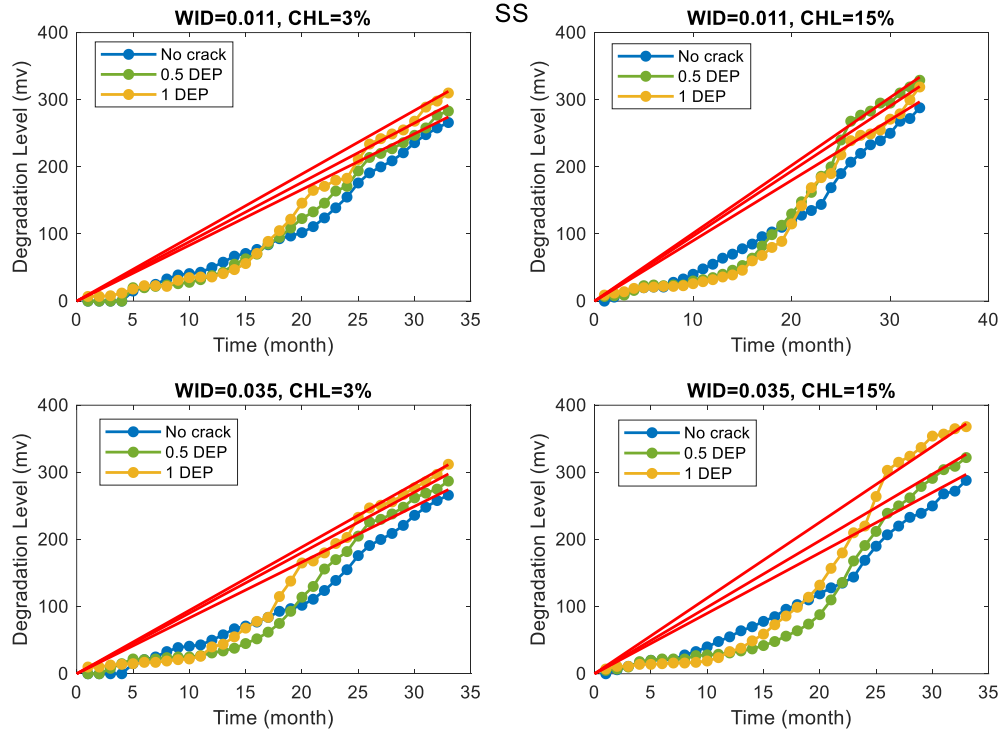 SS
WID=0.011, CHL=3%
400
300
200
100
0
Degradation Level (mv)
No crack
0.5 DEP
1 DEP
0 5 10 15 20 25 30 35
Time (month)
WID=0.011, CHL=15%
400
300
200
100
0
Degradation Level (mv)
No crack
0.5 DEP
1 DEP
0 10 20 30 40
Time (month)
WID=0.035, CHL=3%
400
300
200
100
0
Degradation Level (mv)
No crack
0.5 DEP
1 DEP
0 5 10 15 20 25 30 35
Time (month)
WID=0.035, CHL=15%
400
300
200
100
0
Degradation Level (mv)
No crack
0.5 DEP
1 DEP
0 5 10 15 20 25 30 35
Time (month)